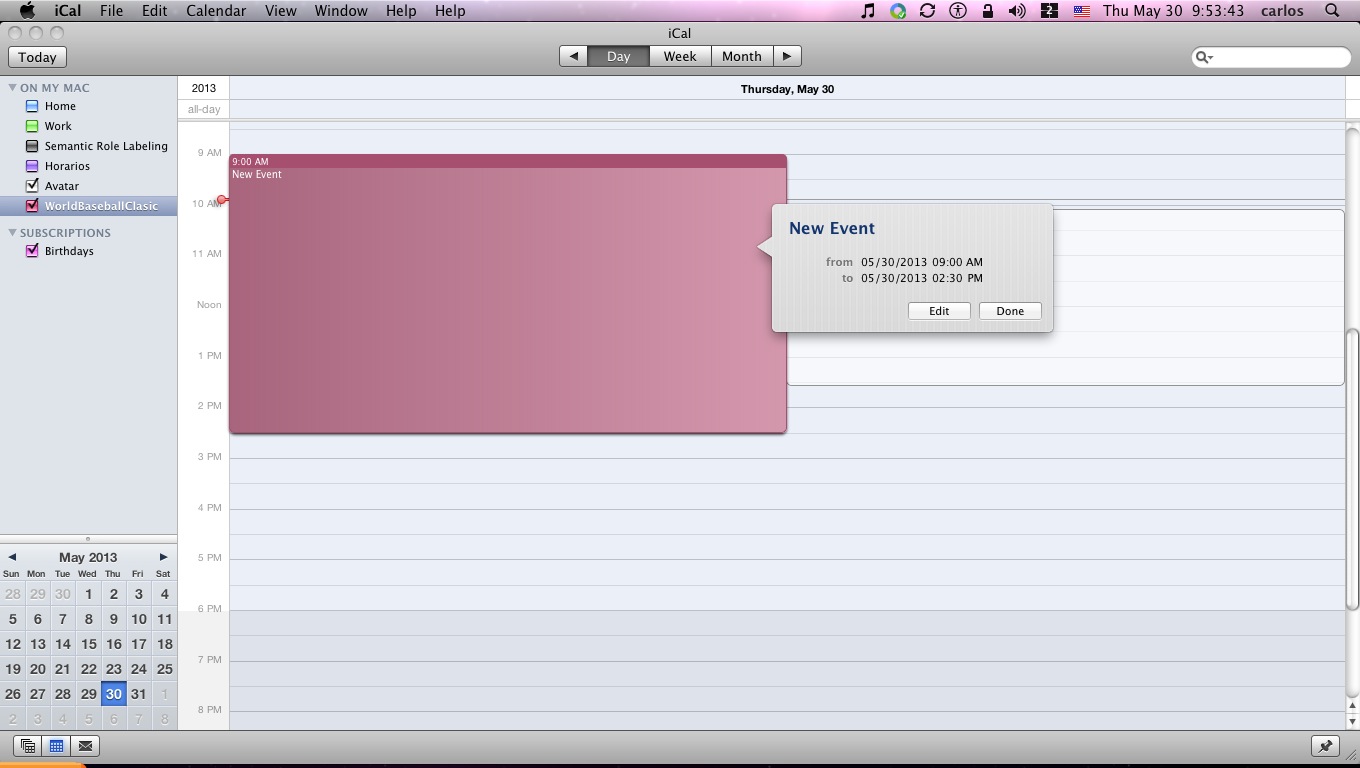 iCal File Edit Calendar View Window Help Help 2 Thu May 30 9:53:43 carlos
iCal
Today Day Week Month
ON MY MAC
Home
Work
Semantic Role Labeling
Horarios
Avatar
WorldBaseballClasic
SUBSCRIPTIONS
Birthdays
2013 Thursday, May 30
all-day
9 AM
10 AM
11 AM
Noon
1 PM
2 PM
3 PM
4 PM
5 PM
6 PM
7 PM
8 PM
9:00 AM
New Event
New Event
from 05/30/2013 09:00 AM
to 05/30/2013 02:30 PM
Edit Done
May 2013
Sun Mon Tue Wed Thu Fri Sat
28 29 30 1 2 3 4
5 6 7 8 9 10 11
12 13 14 15 16 17 18
19 20 21 22 23 24 25
26 27 28 29 30 31 1
2 3 4 5 6 7 8